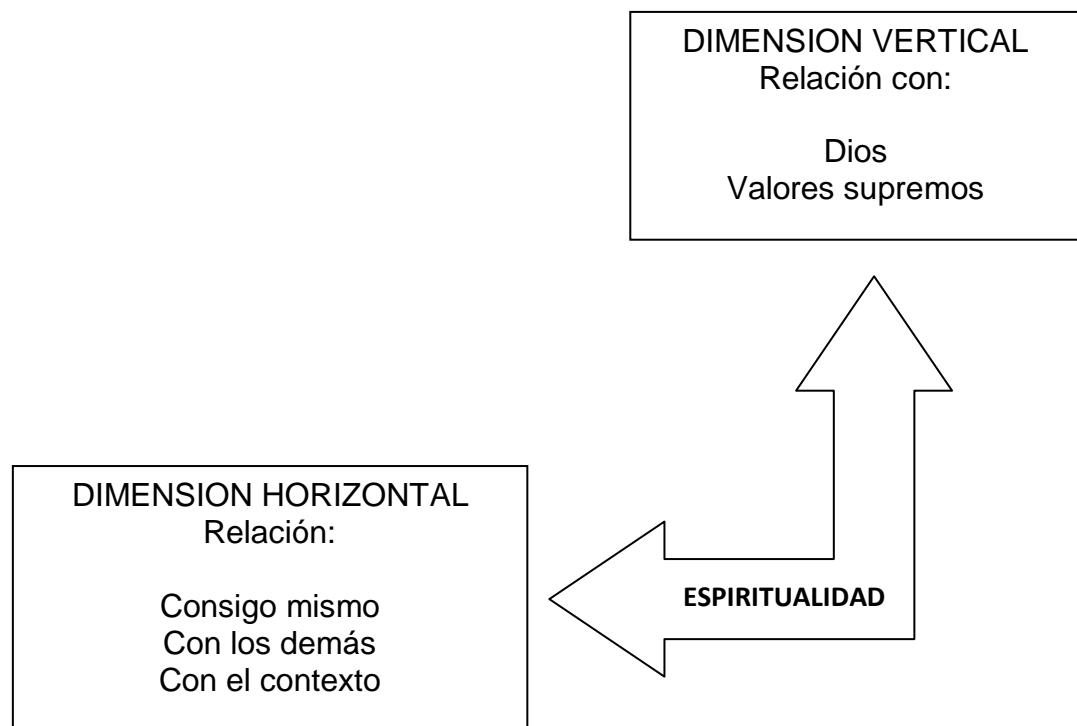 DIMENSION VERTICAL
Relación con:
Dios
Valores supremos
DIMENSION HORIZONTAL
Relación:
Consigo mismo
Con los demás
Con el contexto
ESPIRITUALIDAD